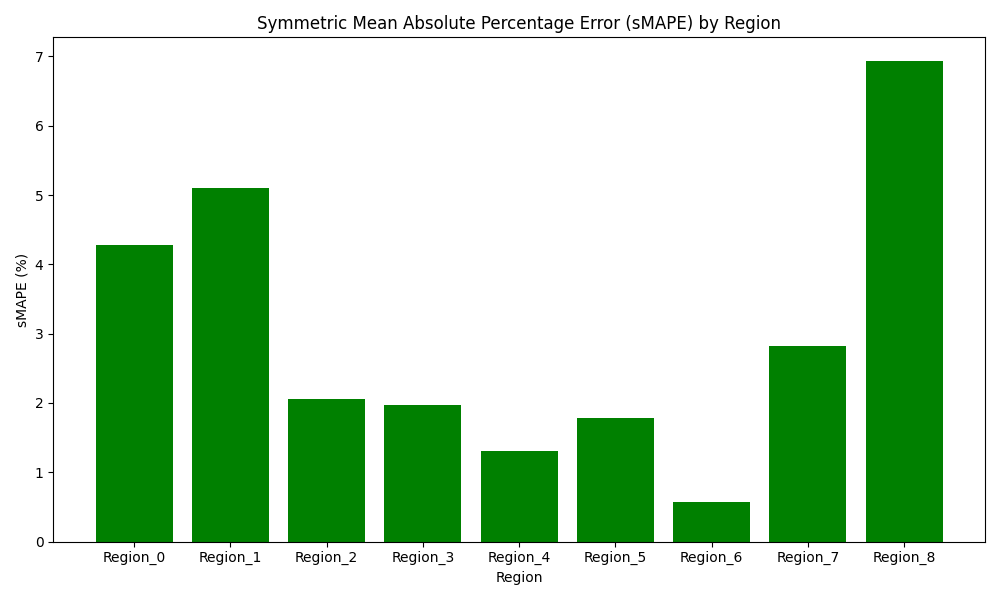 Symmetric Mean Absolute Percentage Error (sMAPE) by Region
sMAPE (%)
7
6
5
4
3
2
1
0
Region_0 Region_1 Region_2 Region_3 Region_4 Region_5 Region_6 Region_7 Region_8
Region